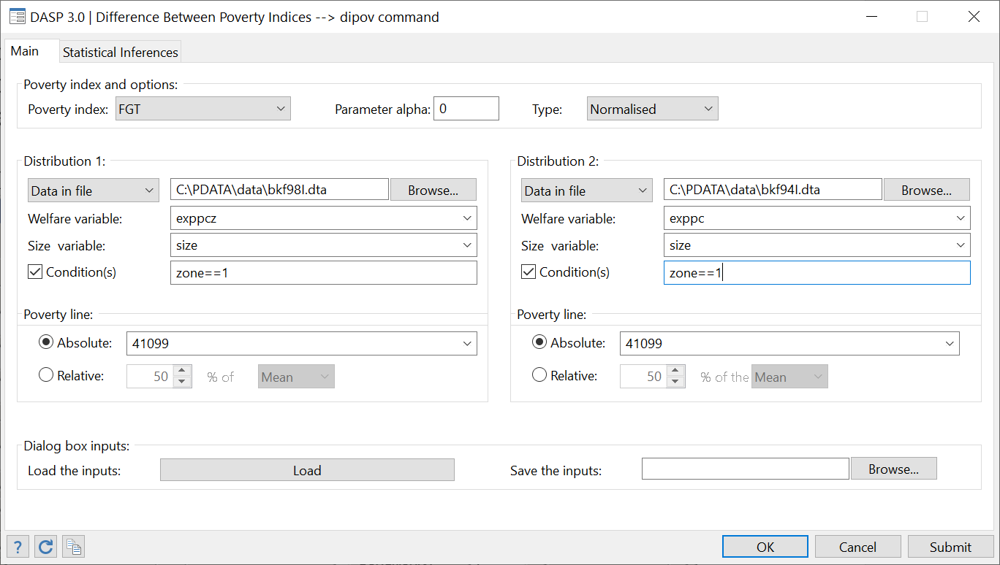 DASP 3.0 | Difference Between Poverty Indices --> dipov command
Main Statistical Inferences
Poverty index and options:
Poverty index: FGT Parameter alpha: 0 Type: Normalised
Distribution 1:
Data in file C:\PDATA\data\bkf98I.dta Browse...
Welfare variable: exppcz
Size variable: size
Condition(s) zone==1
Poverty line:
Absolute: 41099
Relative: 50 % of Mean
Distribution 2:
Data in file C:\PDATA\data\bkf94I.dta Browse...
Welfare variable: exppc
Size variable: size
Condition(s) zone==1
Poverty line:
Absolute: 41099
Relative: 50 % of the Mean
Dialog box inputs:
Load the inputs: Load Save the inputs: Browse...
? OK Cancel Submit